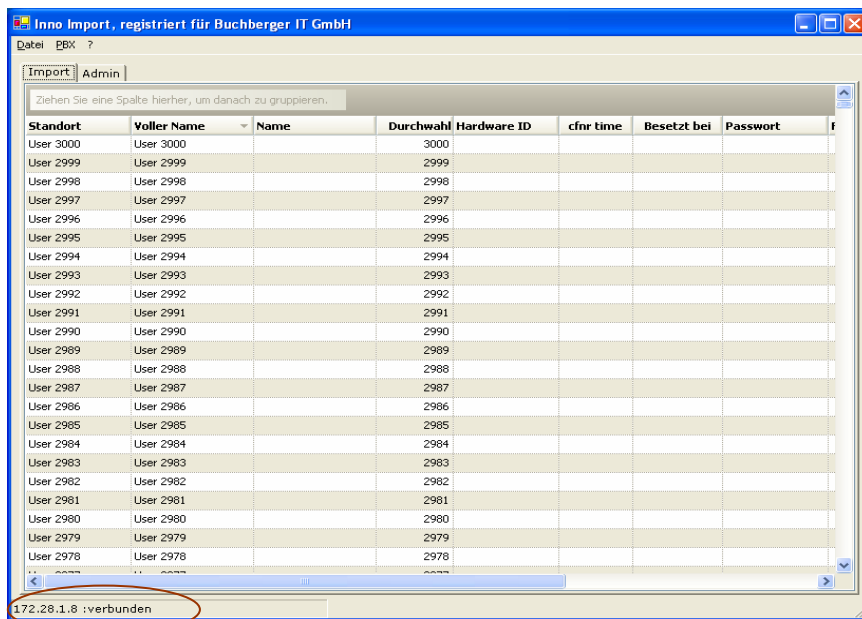 Inno Import, registriert für Buchberger IT GmbH
Datei PBX ?
Import Admin
Ziehen Sie eine Spalte hierher, um danach zu gruppieren.
Standort Voller Name Name Durchwahl Hardware ID cfnr time Besetzt bei Passwort
User 3000 User 3000 3000
User 2999 User 2999 2999
User 2998 User 2998 2998
User 2997 User 2997 2997
User 2996 User 2996 2996
User 2995 User 2995 2995
User 2994 User 2994 2994
User 2993 User 2993 2993
User 2992 User 2992 2992
User 2991 User 2991 2991
User 2990 User 2990 2990
User 2989 User 2989 2989
User 2988 User 2988 2988
User 2987 User 2987 2987
User 2986 User 2986 2986
User 2985 User 2985 2985
User 2984 User 2984 2984
User 2983 User 2983 2983
User 2982 User 2982 2982
User 2981 User 2981 2981
User 2980 User 2980 2980
User 2979 User 2979 2979
User 2978 User 2978 2978
172.28.1.8 :verbunden